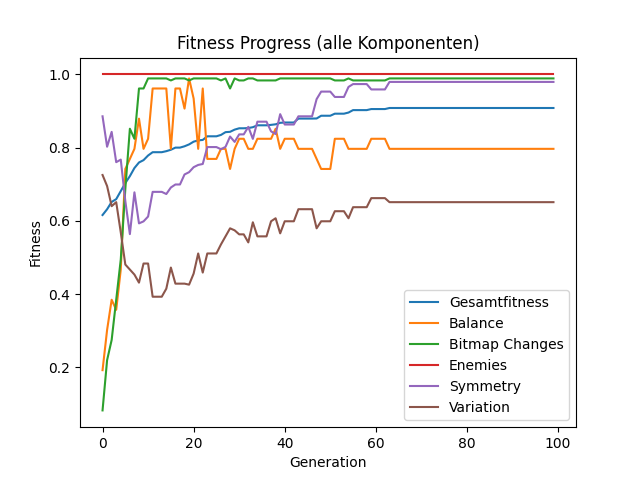 Fitness Progress (alle Komponenten)
Fitness
1.0
0.8
0.6
0.4
0.2
Gesamtfitness
Balance
Bitmap Changes
Enemies
Symmetry
Variation
0 20 40 60 80 100
Generation